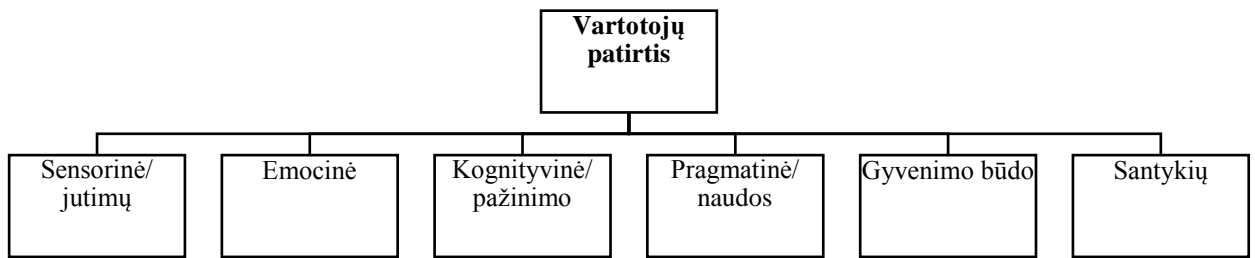 Vartotojų
patirtis
Sensorinė/
jutimų
Emocinė
Kognityvinė/
pažinimo
Pragmatinė/
naudos
Gyvenimo būdo
Santykių